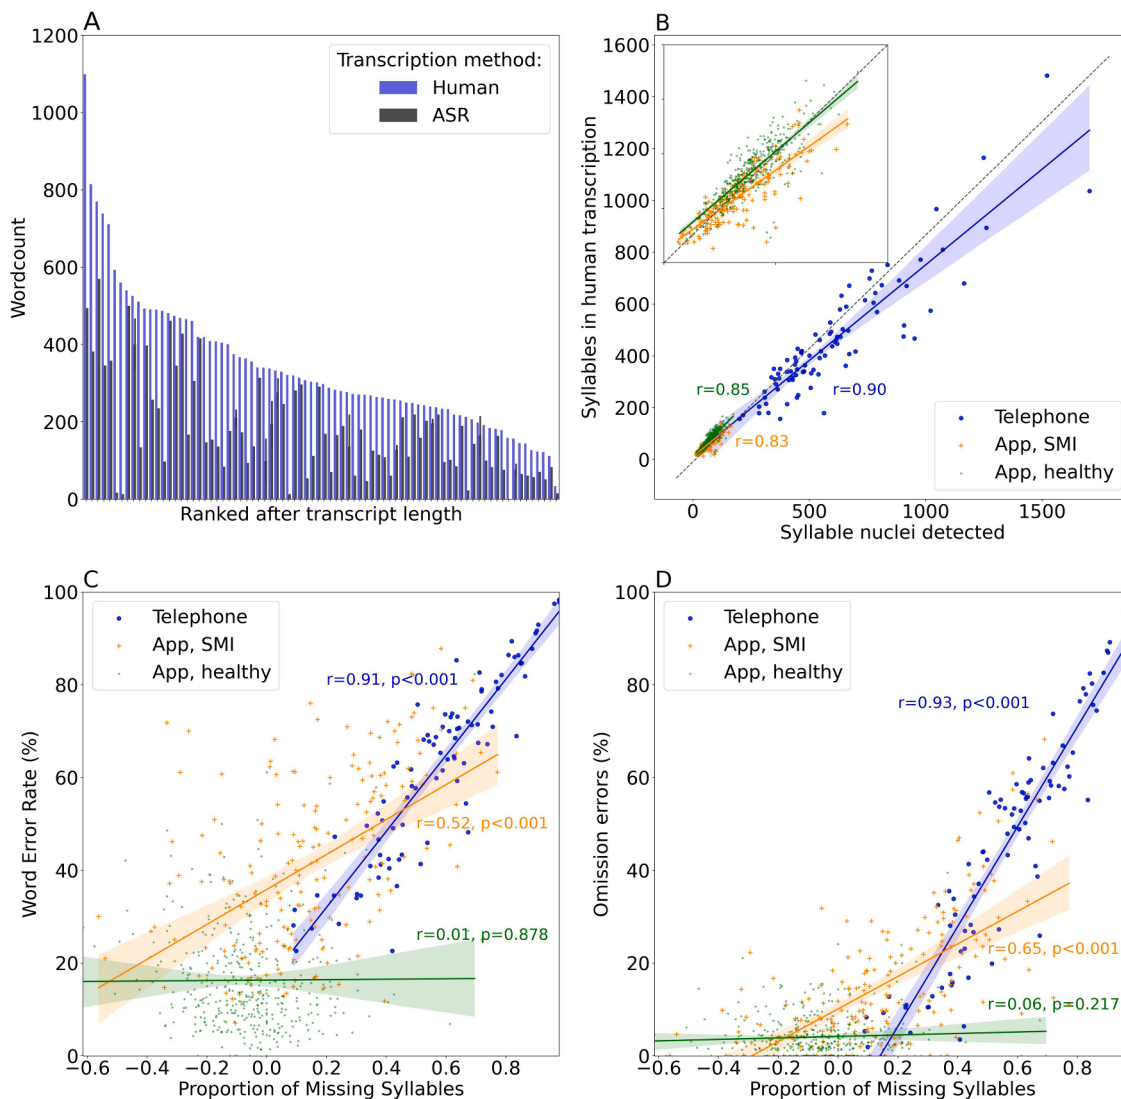 A
1200
1000
800
600
400
200
0
Wordcount
Ranked after transcript length
Transcription method:
Human
ASR
B
1600
1400
1200
1000
800
600
400
200
0
Syllables in human transcription
r=0.85
r=0.90
r=0.83
Telephone
App, SMI
App, healthy
0 500 1000 1500
Syllable nuclei detected
C
100
80
60
40
20
0
Word Error Rate (%)
Telephone
App, SMI
App, healthy
r=0.91, p<0.001
r=0.52, p<0.001
r=0.01, p=0.878
−0.6 −0.4 −0.2 0.0 0.2 0.4 0.6 0.8
Proportion of Missing Syllables
D
100
80
60
40
20
0
Omission errors (%)
Telephone
App, SMI
App, healthy
r=0.93, p<0.001
r=0.65, p<0.001
r=0.06, p=0.217
−0.6 −0.4 −0.2 0.0 0.2 0.4 0.6 0.8
Proportion of Missing Syllables